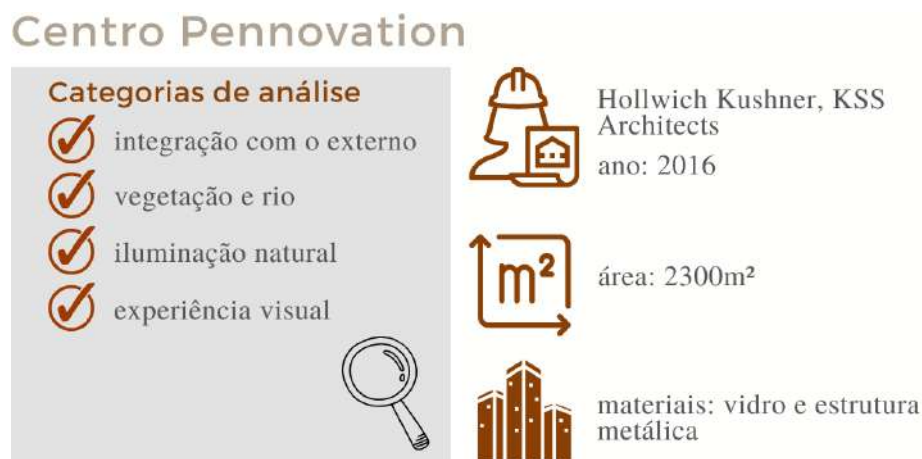 Centro Pennovation
Categorias de análise
integração com o externo
vegetação e rio
iluminação natural
experiência visual
Hollwich Kushner, KSS
Architects
ano: 2016
m²
área: 2300m²
materiais: vidro e estrutura
metálica